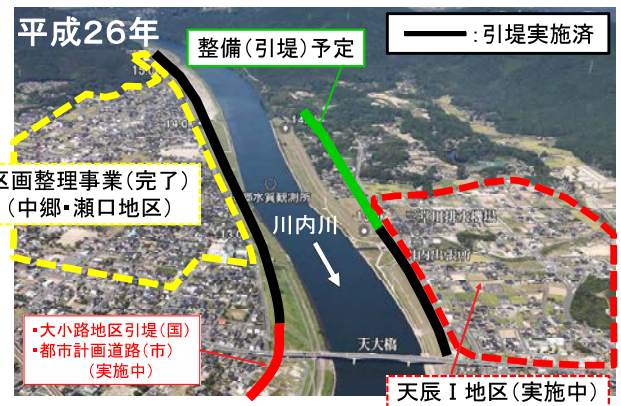 平成26年
整備(引堤)予定
:引堤実施済
区画整理事業(完了)
(中郷・瀬口地区)
川内川
・大小路地区引堤(国)
・都市計画道路(市)
(実施中)
天大橋
天辰Ⅰ地区(実施中)